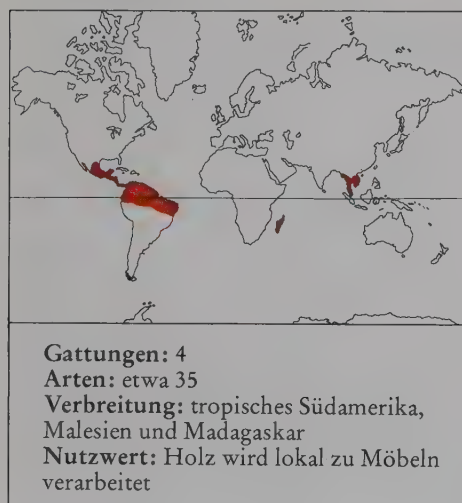 Gattungen: 4
Arten: etwa 35
Verbreitung: tropisches Südamerika,
Malesien und Madagaskar
Nutzwert: Holz wird lokal zu Möbeln
verarbeitet